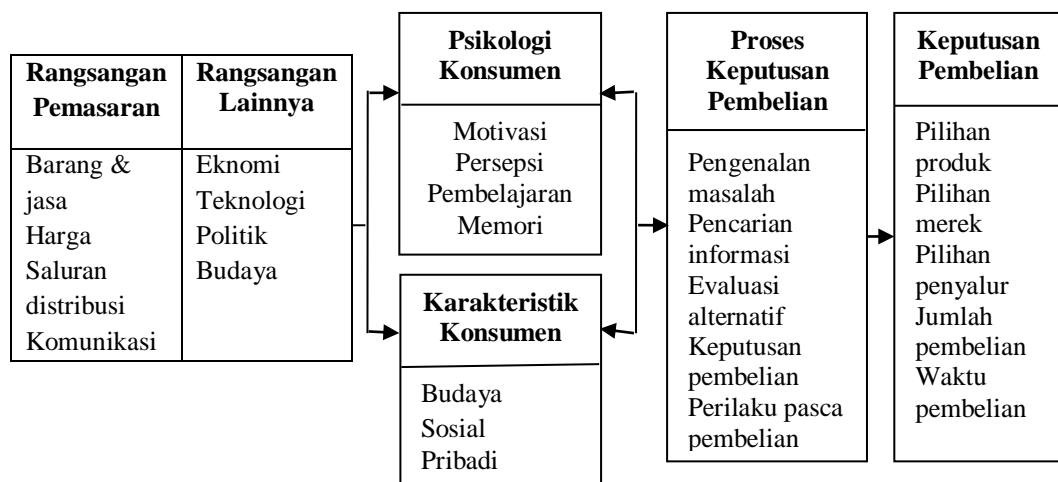 Rangsangan
Pemasaran
Barang &
jasa
Harga
Saluran
distribusi
Komunikasi
Rangsangan
Lainnya
Eknomi
Teknologi
Politik
Budaya
Psikologi
Konsumen
Motivasi
Persepsi
Pembelajaran
Memori
Karakteristik
Konsumen
Budaya
Sosial
Pribadi
Proses
Keputusan
Pembelian
Pengenalan
masalah
Pencarian
informasi
Evaluasi
alternatif
Keputusan
pembelian
Perilaku pasca
pembelian
Keputusan
Pembelian
Pilihan
produk
Pilihan
merek
Pilihan
penyalur
Jumlah
pembelian
Waktu
pembelian